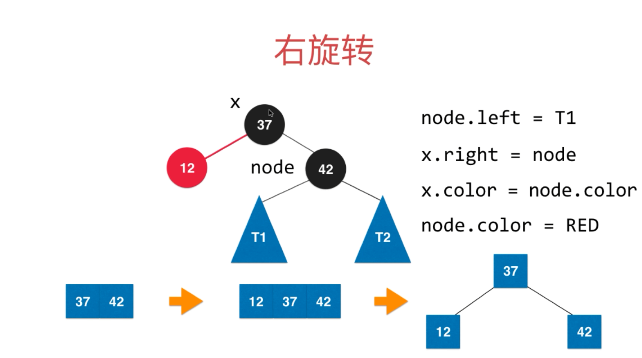 右旋转
x
37
12
node
42
T1
T2
node.left = T1
x.right = node
x.color = node.color
node.color = RED
37 42
12 37 42
37
12
42